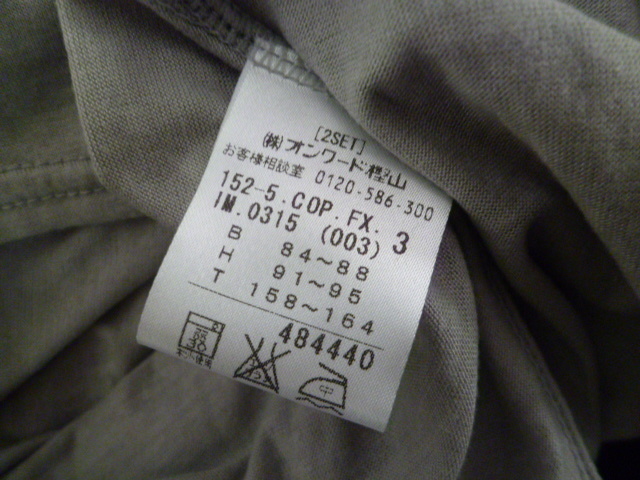 [2SET]
(株)オンワード樫山
お客様相談室 0120-586-300
152-5.COP.FX. 3
IM.0315 (003)
B 84～88
H 91～95
T 158～164
484440
中